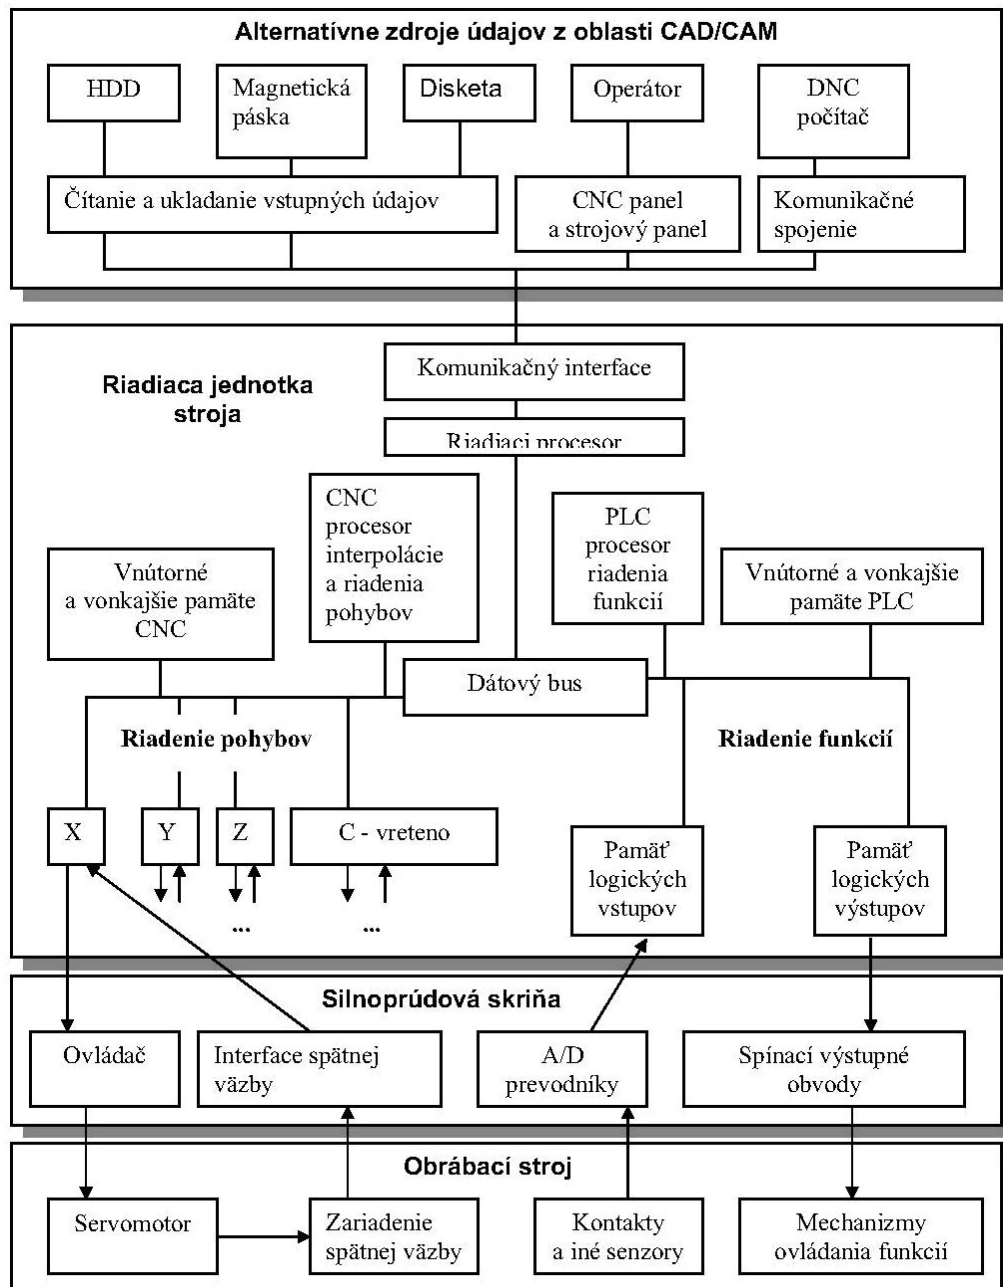 Alternatívne zdroje údajov z oblasti CAD/CAM
HDD
Magnetická
páska
Disketa
Operátor
DNC
počítač
Čítanie a ukladanie vstupných údajov
CNC panel
a strojový panel
Komunikačné
spojenie
Riadiaca jednotka
stroja
Komunikačný interface
Riadiaci procesor
CNC
procesor
interpolácie
a riadenia
pohybov
PLC
procesor
riadenia
funkcií
Vnútorné
a vonkajšie pamäte
CNC
Vnútorné a vonkajšie
pamäte PLC
Dátový bus
Riadenie pohybov
Riadenie funkcií
X
Y
Z
C - vreteno
...
...
Pamäť
logických
vstupov
Pamäť
logických
výstupov
Silnoprúdová skriňa
Ovládač
Interface spätnej
väzby
A/D
prevodníky
Spínací výstupné
obvody
Obrábací stroj
Servomotor
Zariadenie
spätnej väzby
Kontakty
a iné senzory
Mechanizmy
ovládania funkcií